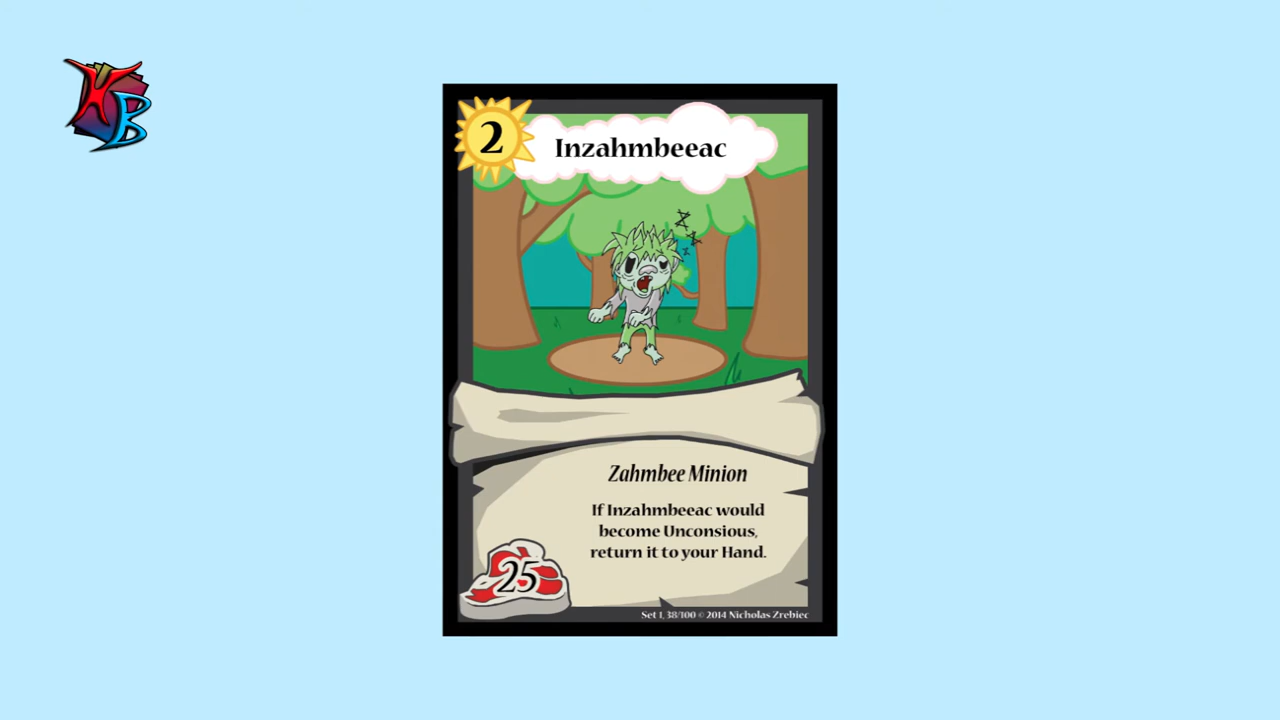 KB
2
Inzahmbeeac
Z
Z
Z
Zahmbee Minion
If Inzahmbeeac would
become Unconsious,
return it to your Hand.
25
Set 1, 38/100 © 2014 Nicholas Zrebiec